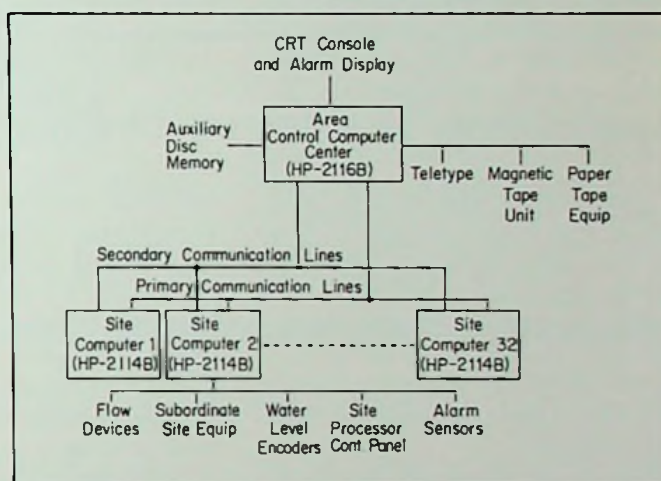 CRT Console
and Alarm Display
Area
Control Computer
Center
(HP-2116B)
Auxiliary
Disc
Memory
Teletype
Magnetic
Tape
Unit
Paper
Tape
Equip
Secondary Communication Lines
Primary Communication Lines
Site
Computer 1
(HP-2114B)
Site
Computer 2
(HP-2114B)
Site
Computer 32
(HP-2114B)
Flow
Devices
Subordinate
Site Equip
Water
Level
Encoders
Site
Processor
Cont Panel
Alarm
Sensors